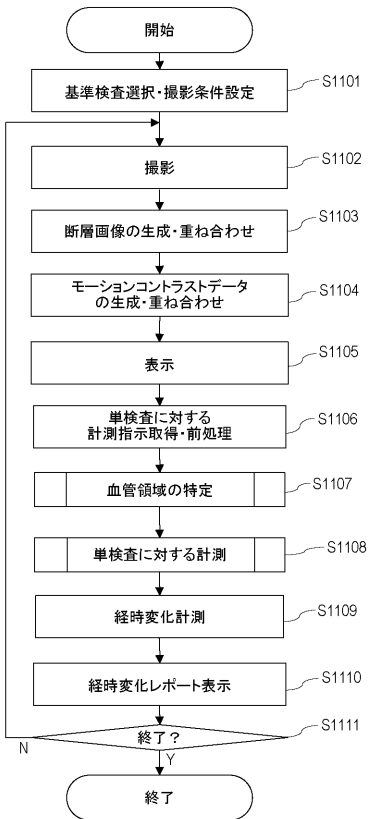 開始
基準検査選択・撮影条件設定
S1101
撮影
S1102
断層画像の生成・重ね合わせ
S1103
モーションコントラストデータ
の生成・重ね合わせ
S1104
表示
S1105
単検査に対する
計測指示取得・前処理
S1106
血管領域の特定
S1107
単検査に対する計測
S1108
経時変化計測
S1109
経時変化レポート表示
S1110
終了？
S1111
N
Y
終了